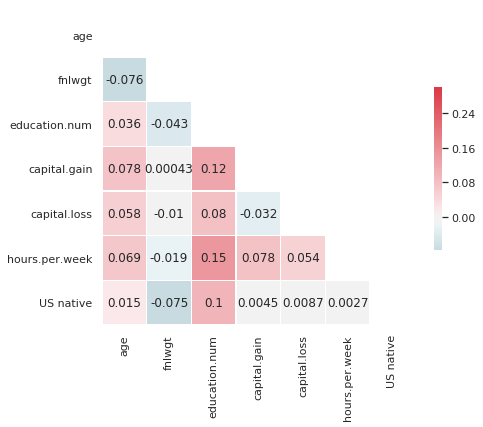 age
fnlwgt -0.076
education.num 0.036 -0.043
capital.gain 0.078 0.00043 0.12
capital.loss 0.058 -0.01 0.08 -0.032
hours.per.week 0.069 -0.019 0.15 0.078 0.054
US native 0.015 -0.075 0.1 0.0045 0.0087 0.0027
age fnlwgt education.num capital.gain capital.loss hours.per.week US native
0.24
0.16
0.08
0.00